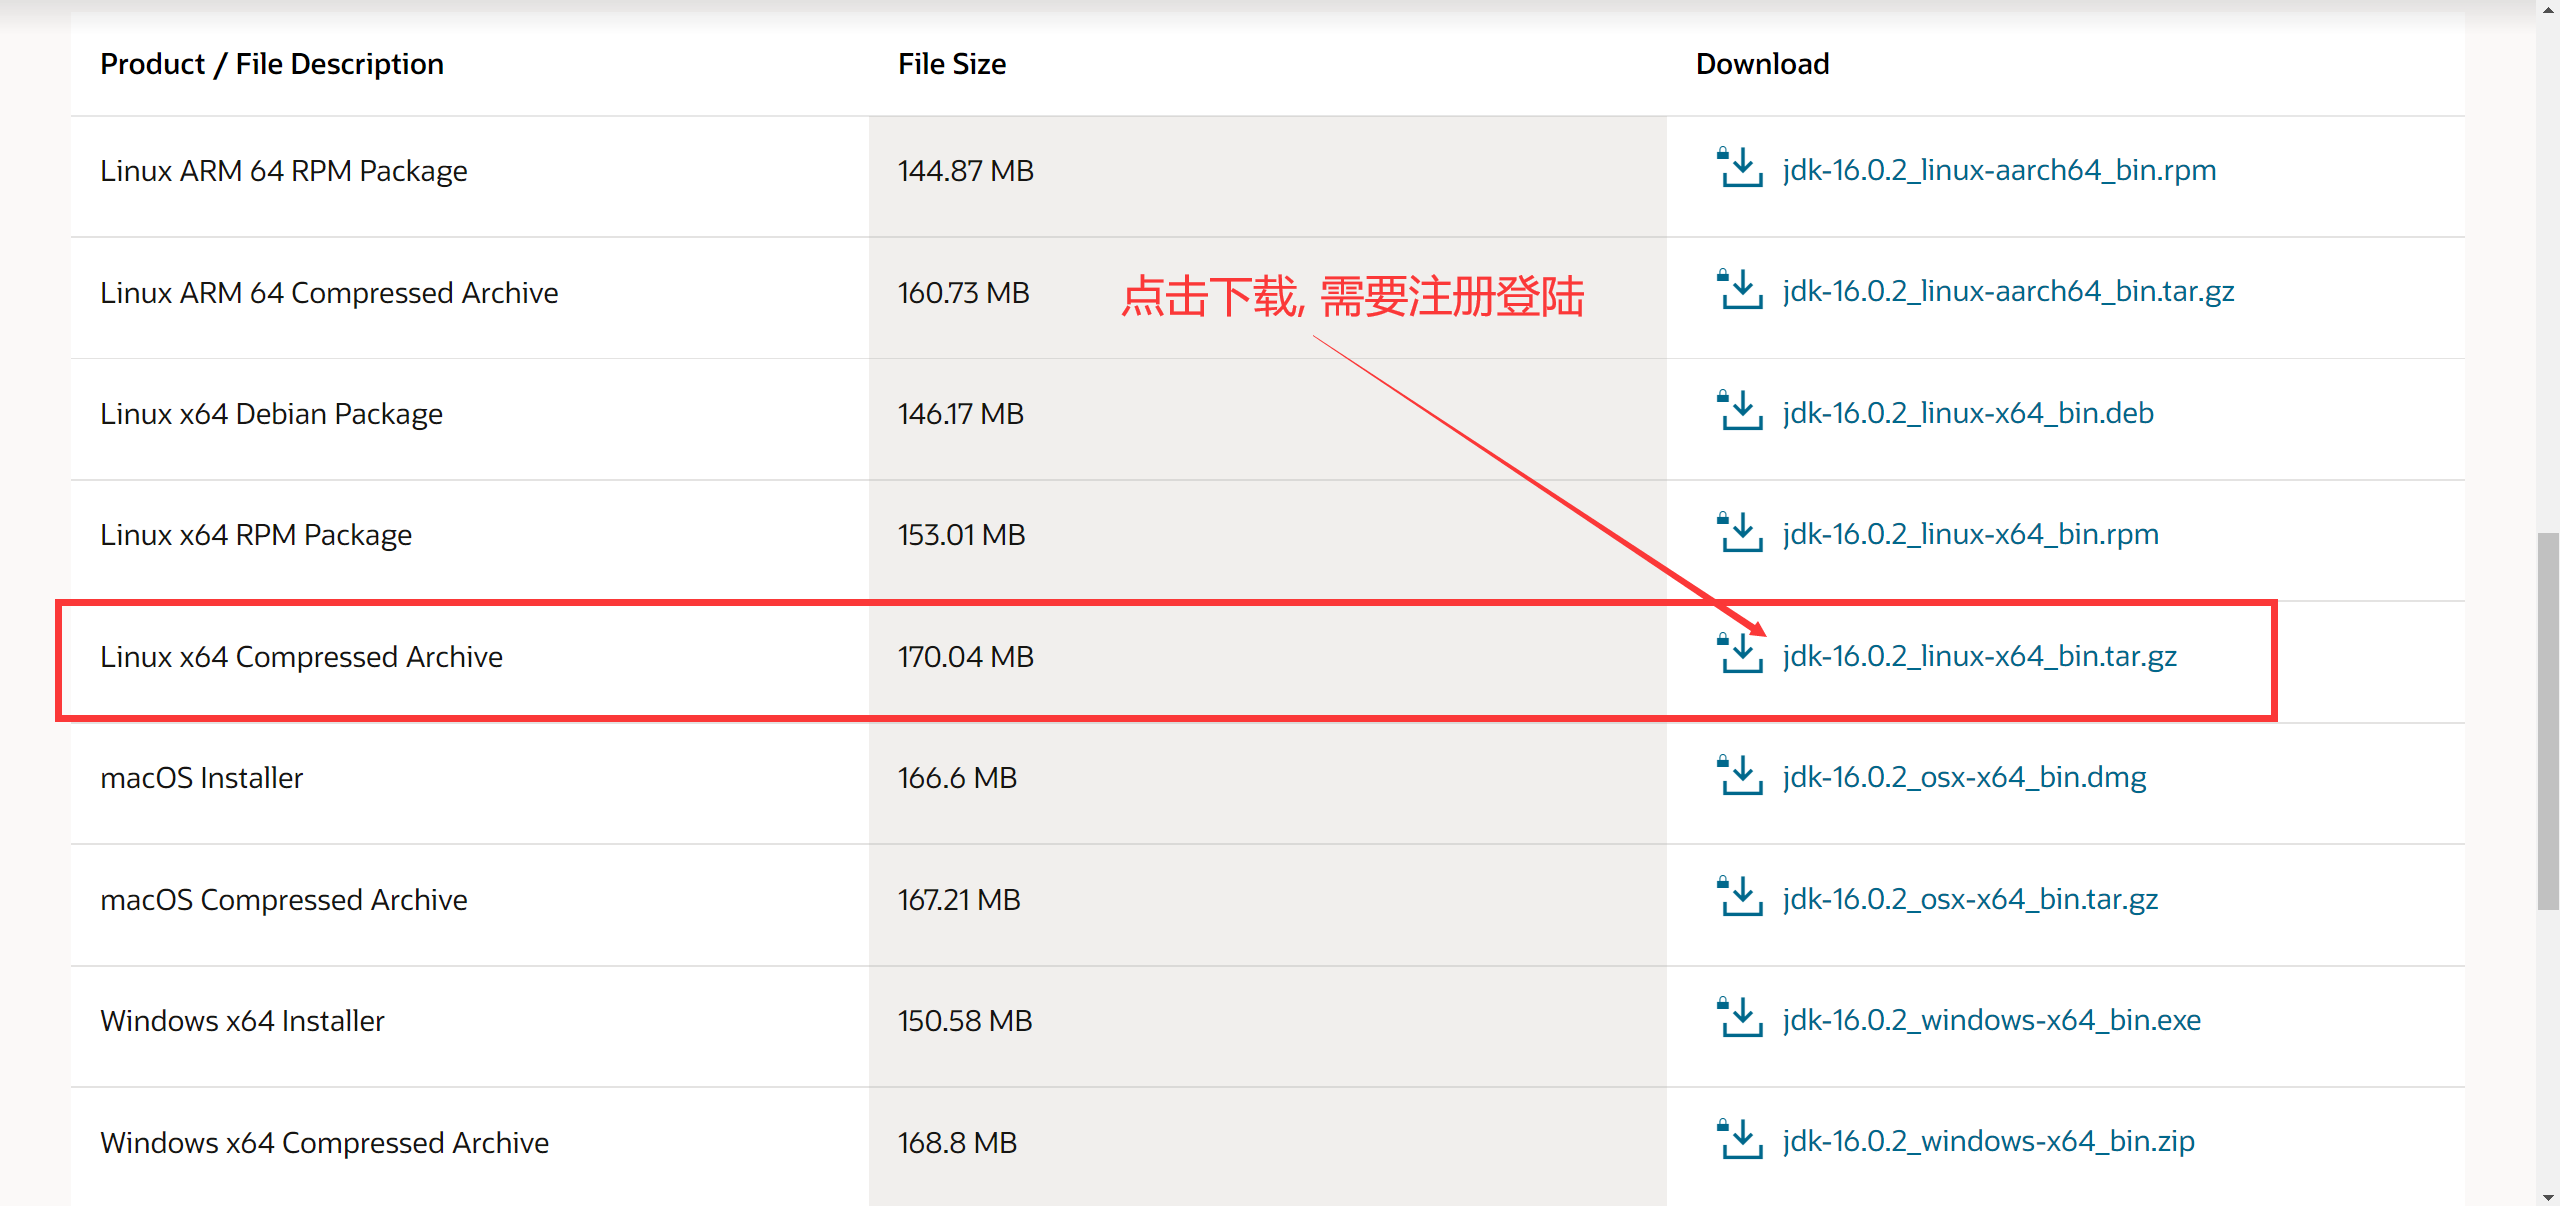 Product / File Description File Size Download
Linux ARM 64 RPM Package 144.87 MB jdk-16.0.2_linux-aarch64_bin.rpm
Linux ARM 64 Compressed Archive 160.73 MB 点击下载, 需要注册登陆 jdk-16.0.2_linux-aarch64_bin.tar.gz
Linux x64 Debian Package 146.17 MB jdk-16.0.2_linux-x64_bin.deb
Linux x64 RPM Package 153.01 MB jdk-16.0.2_linux-x64_bin.rpm
Linux x64 Compressed Archive 170.04 MB jdk-16.0.2_linux-x64_bin.tar.gz
macOS Installer 166.6 MB jdk-16.0.2_osx-x64_bin.dmg
macOS Compressed Archive 167.21 MB jdk-16.0.2_osx-x64_bin.tar.gz
Windows x64 Installer 150.58 MB jdk-16.0.2_windows-x64_bin.exe
Windows x64 Compressed Archive 168.8 MB jdk-16.0.2_windows-x64_bin.zip